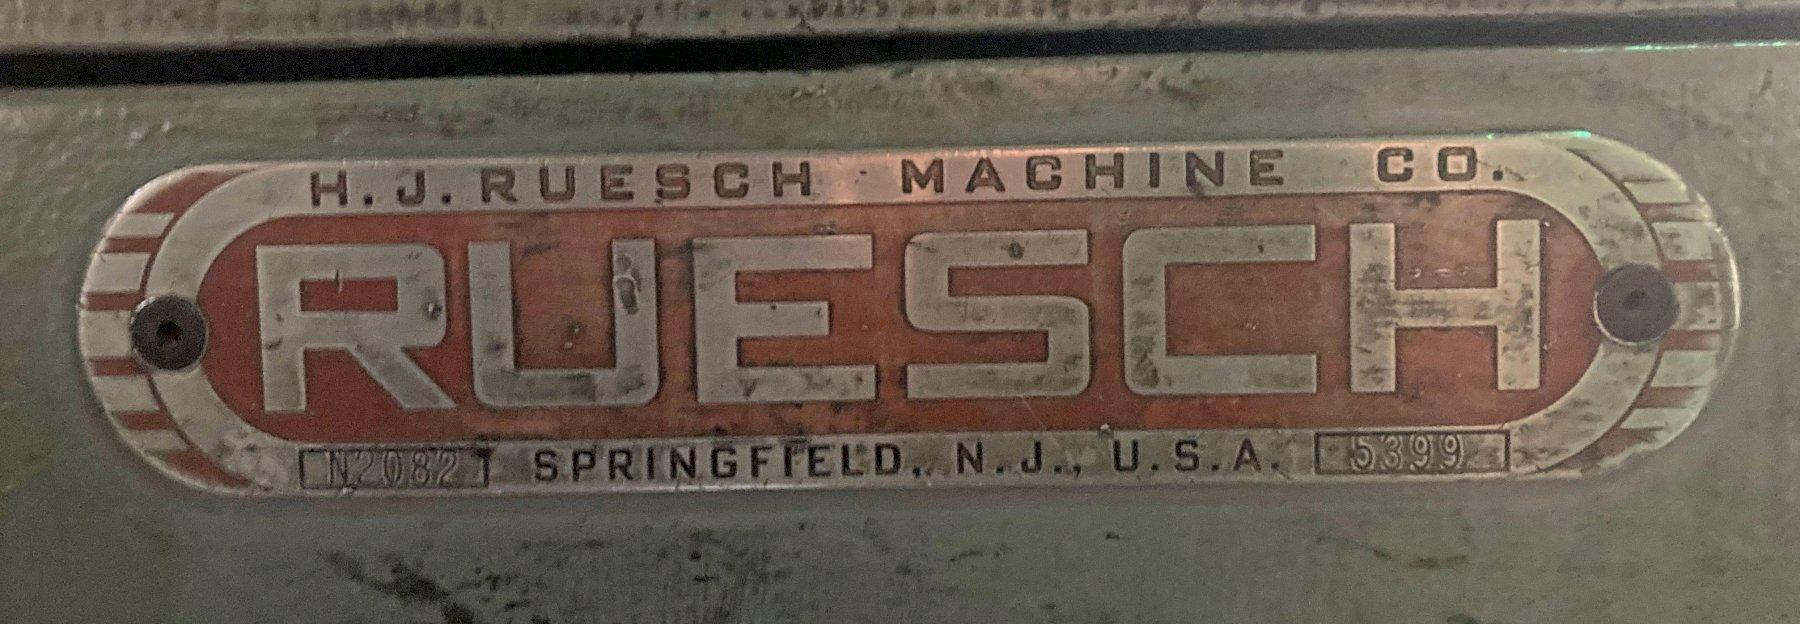 H.J.RUESCH MACHINE CO.
RUESCH
N2082 SPRINGFIELD, N.J., U.S.A. 5399